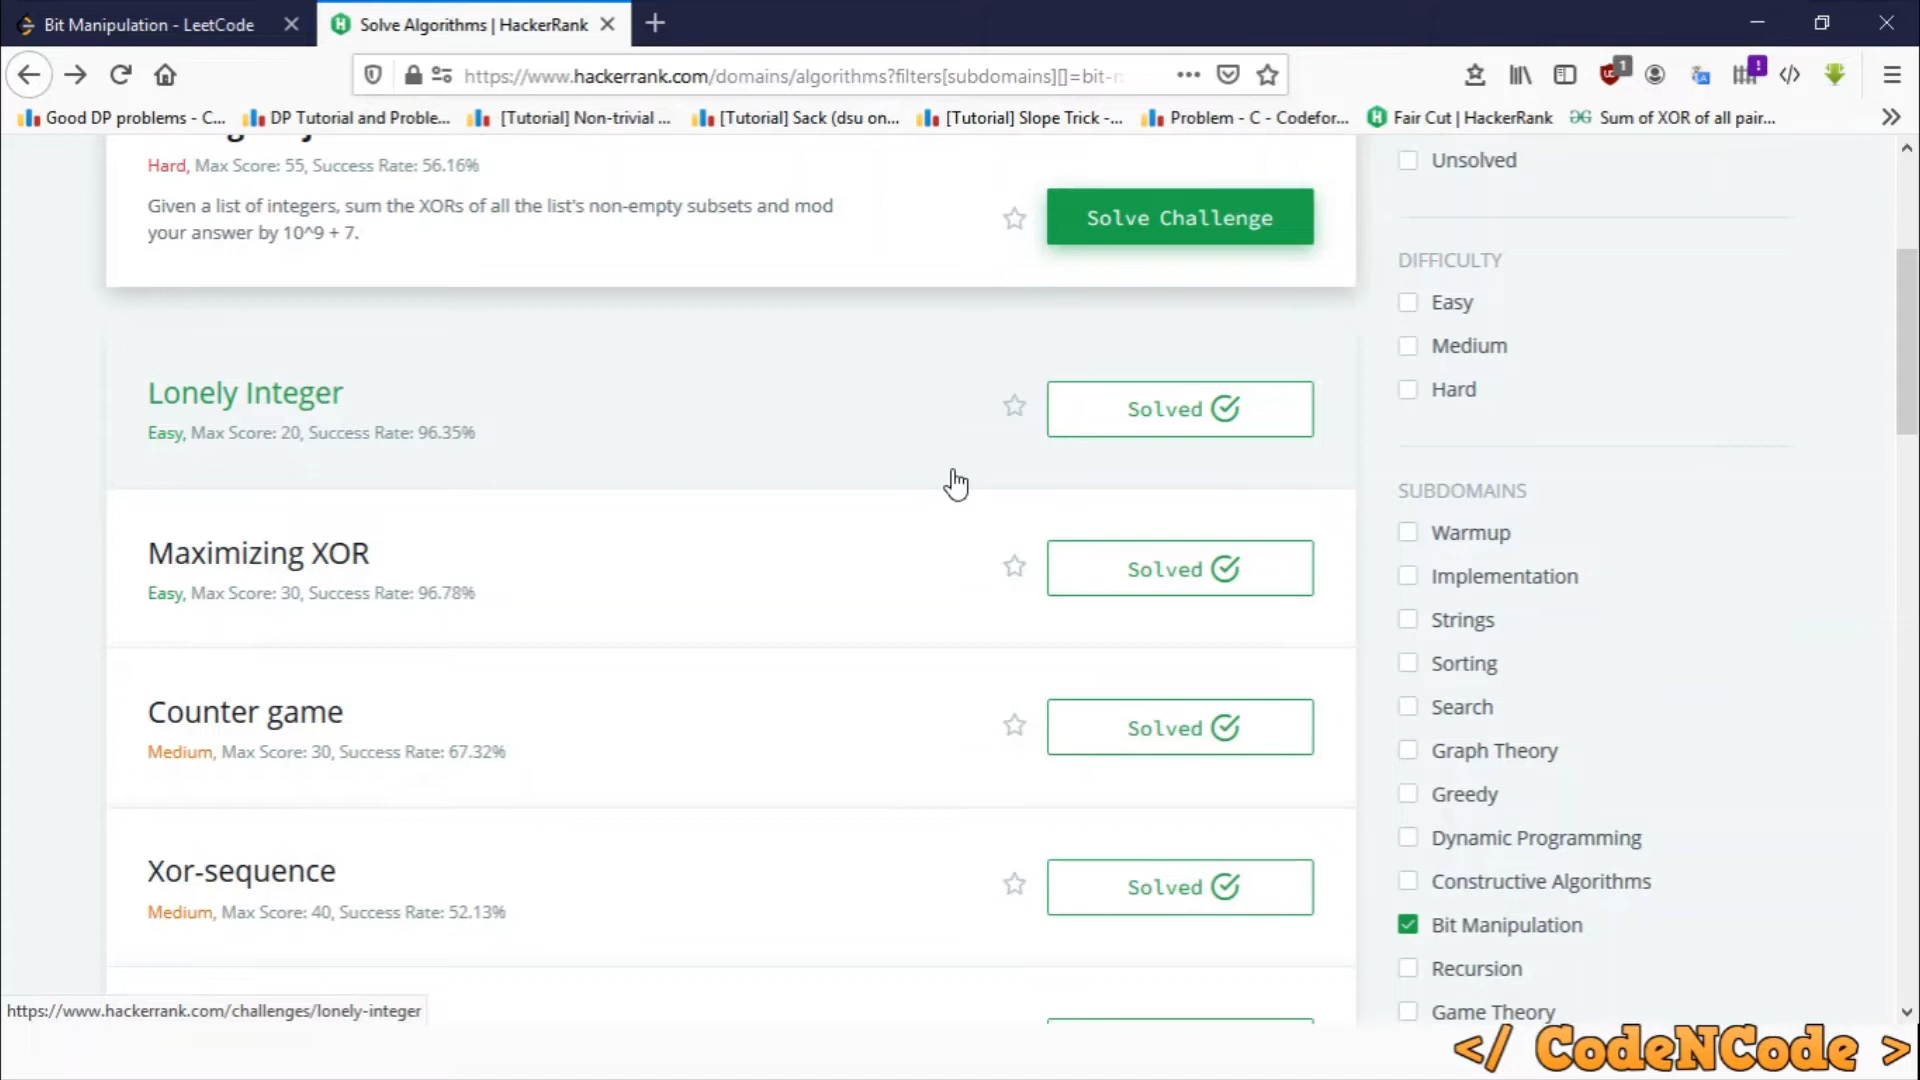 Bit Manipulation - LeetCode
Solve Algorithms | HackerRank
https://www.hackerrank.com/domains/algorithms?filters[subdomains][]=bit-
1
!
Good DP problems - C...
DP Tutorial and Proble...
[Tutorial] Non-trivial ...
[Tutorial] Sack (dsu on...
[Tutorial] Slope Trick -...
Problem - C - Codefor...
Fair Cut | HackerRank
Sum of XOR of all pair...
Hard, Max Score: 55, Success Rate: 56.16%
Given a list of integers, sum the XORs of all the list's non-empty subsets and mod
your answer by 10^9 + 7.
Solve Challenge
Lonely Integer
Easy, Max Score: 20, Success Rate: 96.35%
Solved
Maximizing XOR
Easy, Max Score: 30, Success Rate: 96.78%
Solved
Counter game
Medium, Max Score: 30, Success Rate: 67.32%
Solved
Xor-sequence
Medium, Max Score: 40, Success Rate: 52.13%
Solved
Unsolved
DIFFICULTY
Easy
Medium
Hard
SUBDOMAINS
Warmup
Implementation
Strings
Sorting
Search
Graph Theory
Greedy
Dynamic Programming
Constructive Algorithms
Bit Manipulation
Recursion
Game Theory
https://www.hackerrank.com/challenges/lonely-integer
</ CodeNCode >